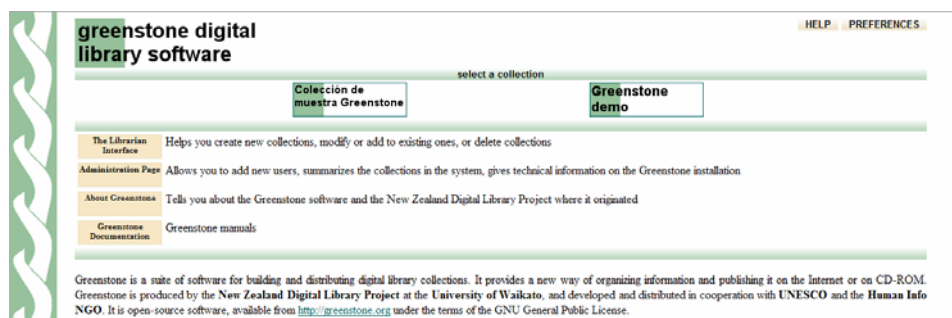 greenstone digital
library software
HELP PREFERENCES
select a collection
Colección de
muestra Greenstone
Greenstone
demo
The Librarian
Interface
Helps you create new collections, modify or add to existing ones, or delete collections
Administration Page
Allows you to add new users, summarizes the collections in the system, gives technical information on the Greenstone installation
About Greenstone
Tells you about the Greenstone software and the New Zealand Digital Library Project where it originated
Greenstone
Documentation
Greenstone manuals
Greenstone is a suite of software for building and distributing digital library collections. It provides a new way of organizing information and publishing it on the Internet or on CD-ROM.
Greenstone is produced by the New Zealand Digital Library Project at the University of Waikato, and developed and distributed in cooperation with UNESCO and the Human Info
NGO. It is open-source software, available from http://greenstone.org under the terms of the GNU General Public License.